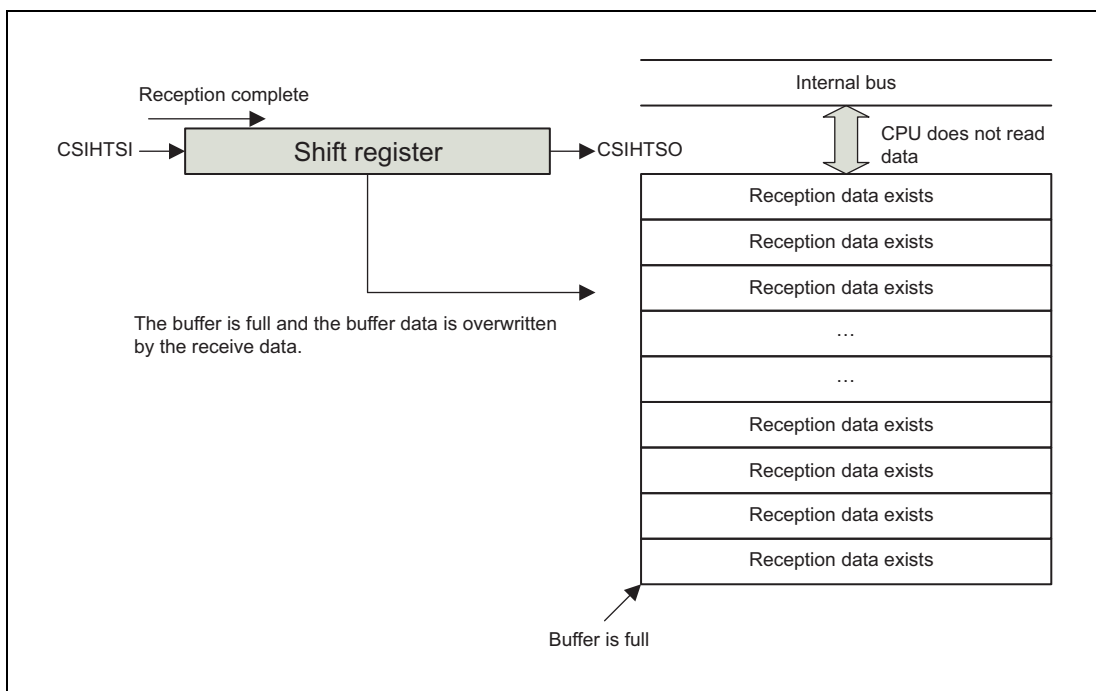 Reception complete
CSIHTSI
Shift register
CSIHTSO
The buffer is full and the buffer data is overwritten
by the receive data.
Internal bus
CPU does not read
data
Reception data exists
Reception data exists
Reception data exists
…
…
Reception data exists
Reception data exists
Reception data exists
Reception data exists
Buffer is full